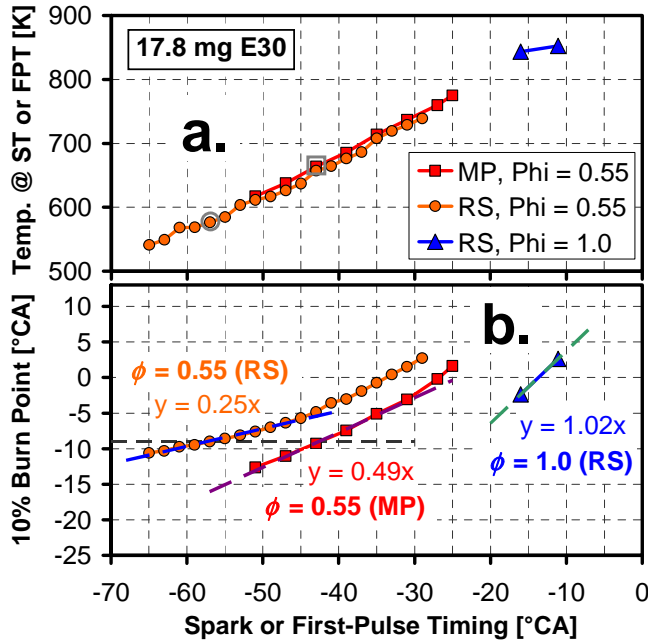 17.8 mg E30
Temp. @ ST or FPT [K]
900
800
700
600
500
a.
MP, Phi = 0.55
RS, Phi = 0.55
RS, Phi = 1.0
10% Burn Point [°CA]
10
5
0
-5
-10
-15
-20
-25
b.
ϕ = 0.55 (RS)
y = 0.25x
y = 0.49x
ϕ = 0.55 (MP)
y = 1.02x
ϕ = 1.0 (RS)
-70 -60 -50 -40 -30 -20 -10 0
Spark or First-Pulse Timing [°CA]